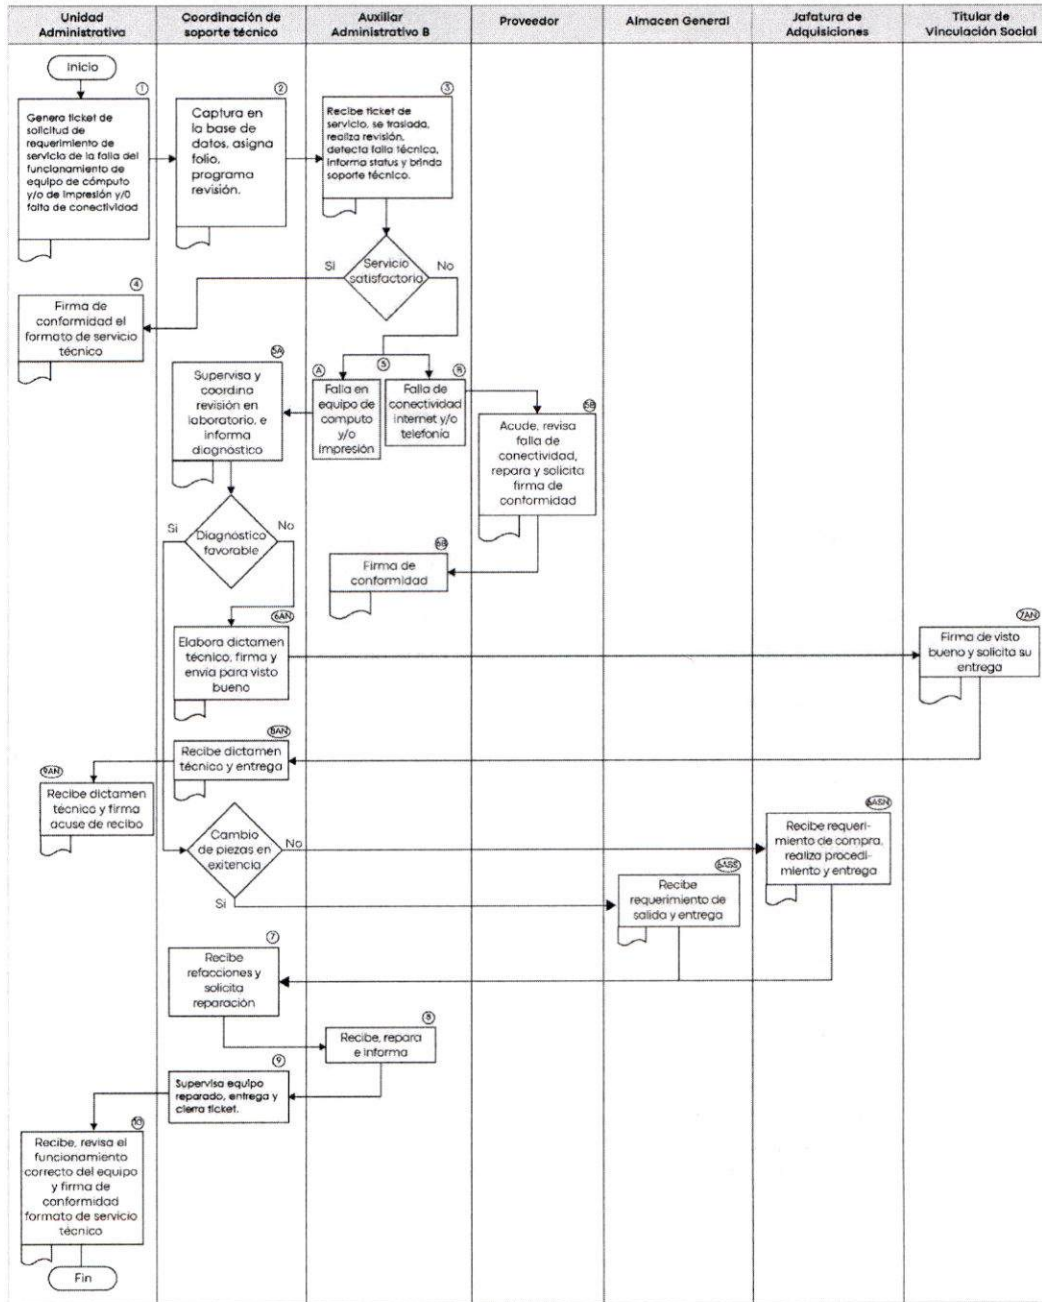 Unidad
Administrativa
Coordinación de
soporte técnico
Auxiliar
Administrativo B
Proveedor
Almacen General
Jafatura de
Adquisiciones
Titular de
Vinculación Social
Inicio
1
Genera ticket de
solicitud de
requerimiento de
servicio de la falla del
funcionamiento de
equipo de cómputo
y/o de impresión y/0
falta de conectividad
2
Captura en
la base de
datos, asigna
folio,
programa
revisión.
3
Recibe ticket de
servicio, se traslada,
realiza revisión,
detecta falla técnica,
informa status y brinda
soporte técnico.
Si
Servicio
satisfactorio
No
4
Firma de
conformidad el
formato de servicio
técnico
5A
Supervisa y
coordina
revisión en
laboratorio, e
informa
diagnóstico
A
5
B
Falla en
equipo de
computo
y/o
impresión
Falla de
conectividad
internet y/o
telefonía
5B
Acude, revisa
falla de
conectividad,
repara y solicita
firma de
conformidad
Si
Diagnóstico
favorable
No
Firma de
conformidad
6AN
Elabora dictamen
técnico, firma y
envia para visto
bueno
7AN
Firma de visto
bueno y solicita su
entrega
8AN
Recibe dictamen
técnico y entrega
9AN
Recibe dictamen
técnico y firma
acuse de recibo
Cambio
de piezas en
exitencia
No
Si
6ASN
Recibe requeri-
miento de compra,
realiza procedi-
miento y entrega
6ASS
Recibe
requerimiento de
salida y entrega
7
Recibe
refacciones y
solicita
reparación
8
Recibe, repara
e informa
9
Supervisa equipo
reparado, entrega y
cierra ticket.
10
Recibe, revisa el
funcionamiento
correcto del equipo
y firma de
conformidad
formato de servicio
técnico
Fin